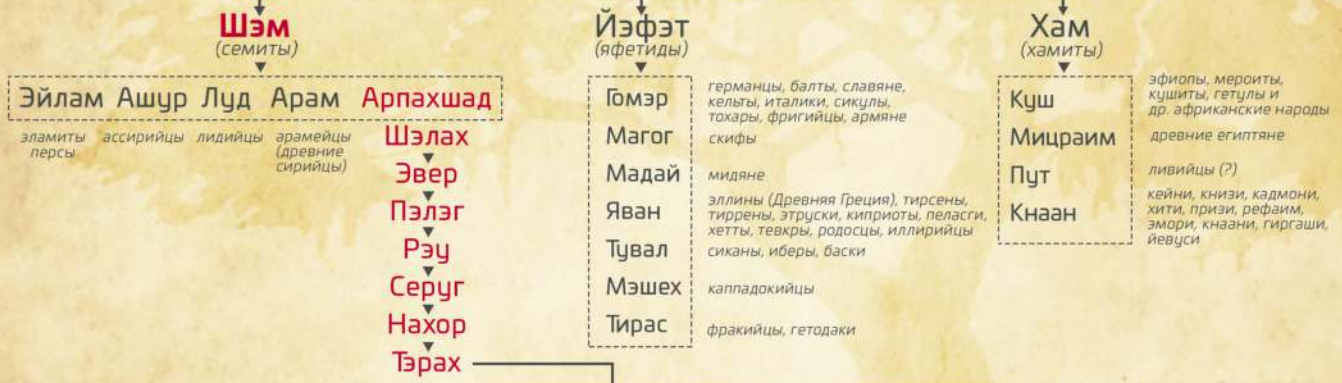 Шэм
(семиты)
Эйлам Ашур Луд Арам Арпахшад
эламиты
персы
ассирийцы
лидийцы
арамейцы
(древние
сирийцы)
Шэлах
Эвер
Пэлэг
Рэу
Серуг
Нахор
Тэрах
Йэфэт
(яфетиды)
Гомэр
германцы, балты, славяне,
кельты, италики, сикулы,
тохары, фригийцы, армяне
Магог
скифы
Мадай
мидяне
Яван
эллины (Древняя Греция), тирсены,
тиррены, этруски, киприоты, пеласги,
хетты, тевкры, родосцы, иллирийцы
Тувал
сиканы, иберы, баски
Мэшех
каппадокийцы
Тирас
фракийцы, гетодаки
Хам
(хамиты)
Куш
эфиопы, мероиты,
кушиты, гетулы и
др. африканские народы
Мицраим
древние египтяне
Пут
ливийцы (?)
Кнаан
кейни, книзи, кадмони,
хити, призи, рефаим,
эмори, кнаани, гиргаши,
йевуси